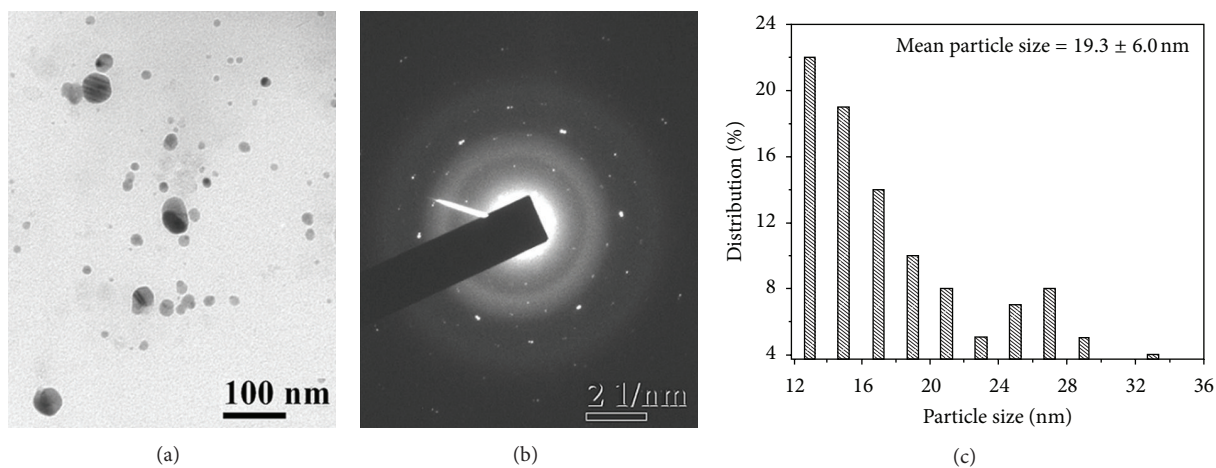 100 nm
(a)
2 1/nm
(b)
Mean particle size = 19.3 ± 6.0 nm
Distribution (%)
24
20
16
12
8
4
12 16 20 24 28 32 36
Particle size (nm)
(c)